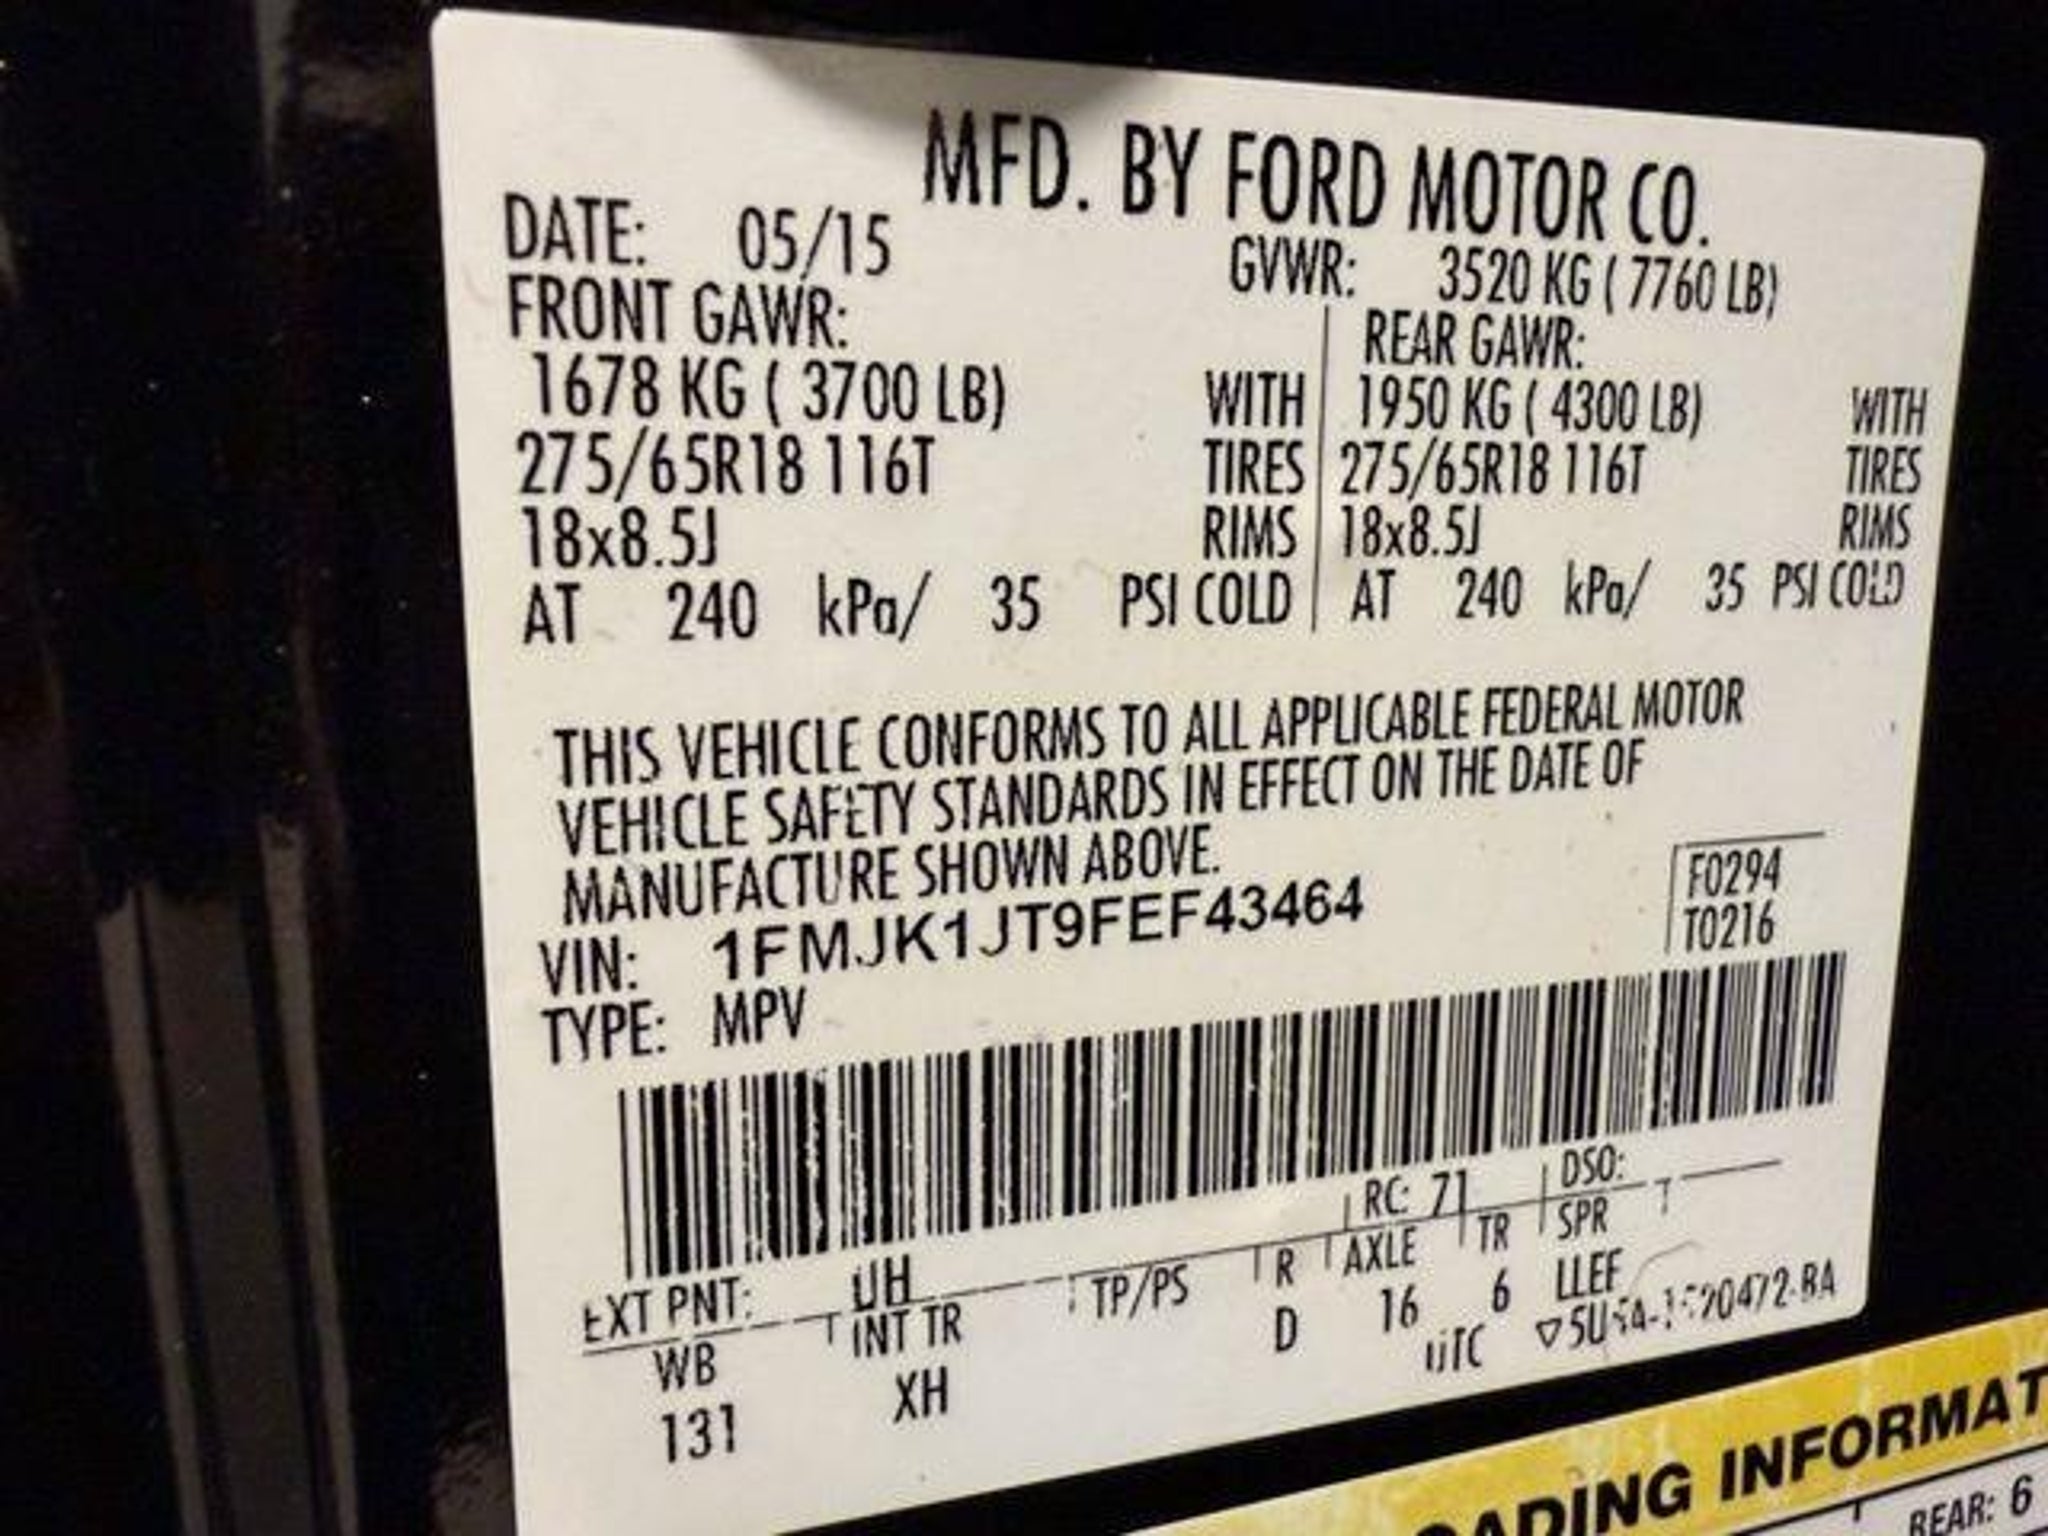 MFD. BY FORD MOTOR CO.
DATE: 05/15 GVWR: 3520 KG ( 7760 LB)
FRONT GAWR: REAR GAWR:
1678 KG ( 3700 LB) WITH 1950 KG ( 4300 LB) WITH
275/65R18 116T TIRES 275/65R18 116T TIRES
18x8.5J RIMS 18x8.5J RIMS
AT 240 kPa/ 35 PSI COLD AT 240 kPa/ 35 PSI COLD
THIS VEHICLE CONFORMS TO ALL APPLICABLE FEDERAL MOTOR
VEHICLE SAFETY STANDARDS IN EFFECT ON THE DATE OF
MANUFACTURE SHOWN ABOVE.
F0294
T0216
VIN: 1FMJK1JT9FEF43464
TYPE: MPV
EXT PNT: UH RC: 71 DSO:
WB INT TR TP/PS R AXLE TR SPR
131 XH D 16 6 LLEF
UTC
ADING INFORMAT
REAR: 6